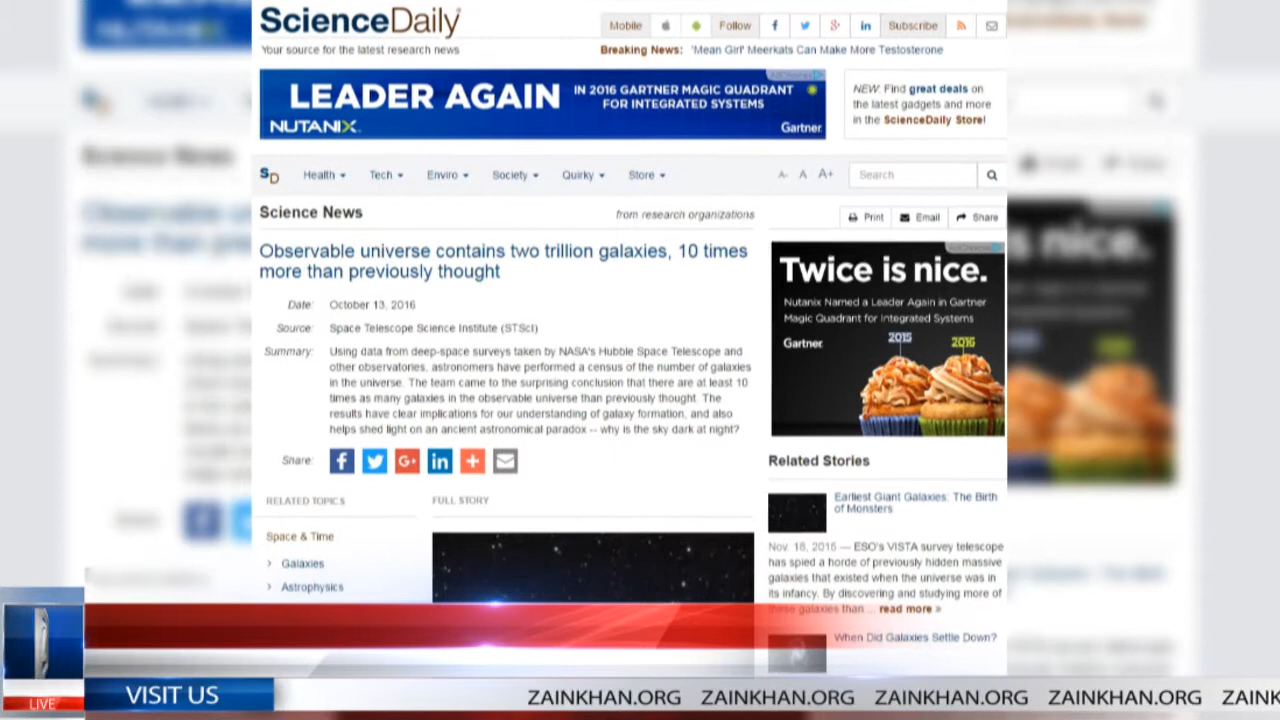 ScienceDaily
Mobile Follow Subscribe
Your source for the latest research news
Breaking News: 'Mean Girl' Meerkats Can Make More Testosterone
LEADER AGAIN
IN 2016 GARTNER MAGIC QUADRANT
FOR INTEGRATED SYSTEMS
NUTANIX
Gartner
NEW: Find great deals on
the latest gadgets and more
in the ScienceDaily Store!
SD Health Tech Enviro Society Quirky Store A- A A+ Search
Science News
from research organizations
Print Email Share
Observable universe contains two trillion galaxies, 10 times
more than previously thought
Date: October 13, 2016
Source: Space Telescope Science Institute (STScI)
Summary: Using data from deep-space surveys taken by NASA's Hubble Space Telescope and
other observatories, astronomers have performed a census of the number of galaxies
in the universe. The team came to the surprising conclusion that there are at least 10
times as many galaxies in the observable universe than previously thought. The
results have clear implications for our understanding of galaxy formation, and also
helps shed light on an ancient astronomical paradox -- why is the sky dark at night?
Share: f G+ in +
RELATED TOPICS
FULL STORY
Space & Time
> Galaxies
> Astrophysics
Twice is nice.
Nutanix Named a Leader Again in Gartner
Magic Quadrant for Integrated Systems
Gartner
2015 2016
Related Stories
Earliest Giant Galaxies: The Birth
of Monsters
Nov. 18, 2016 — ESO's VISTA survey telescope
has spied a horde of previously hidden massive
galaxies that existed when the universe was in
its infancy. By discovering and studying more of
these galaxies than ... read more »
When Did Galaxies Settle Down?
LIVE
VISIT US
ZAINKHAN.ORG ZAINKHAN.ORG ZAINKHAN.ORG ZAINKHAN.ORG ZAINK